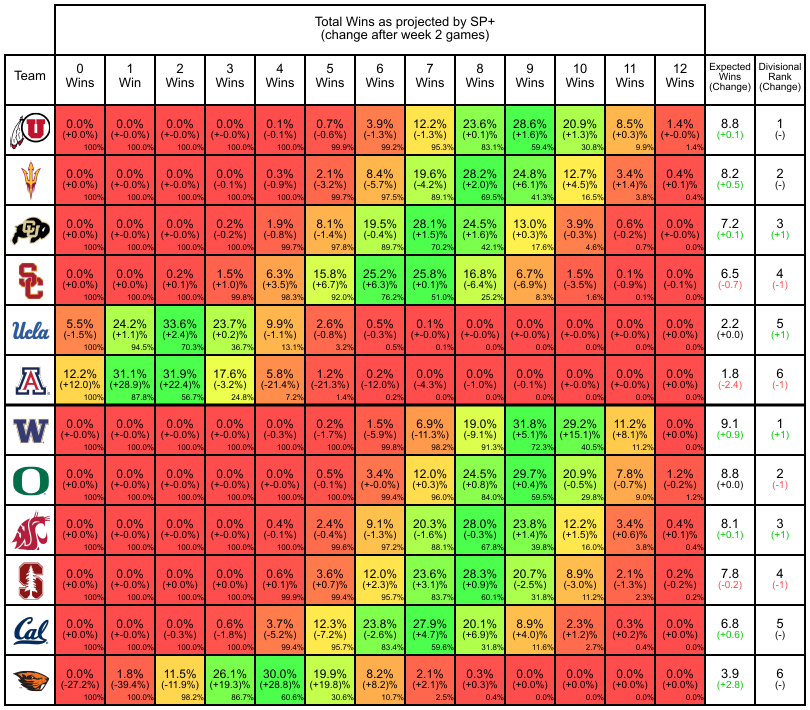 Total Wins as projected by SP+
(change after week 2 games)
Team 0 Wins 1 Win 2 Wins 3 Wins 4 Wins 5 Wins 6 Wins 7 Wins 8 Wins 9 Wins 10 Wins 11 Wins 12 Wins Expected Wins (Change) Divisional Rank (Change)
U 0.0% 0.0% 0.0% 0.0% 0.1% 0.7% 3.9% 12.2% 23.6% 28.6% 20.9% 8.5% 1.4% 8.8 1
(+0.0%) (+-0.0%) (+-0.0%) (+-0.0%) (-0.1%) (-0.6%) (-1.3%) (-1.3%) (+0.1)% (+1.6)% (+1.3)% (+0.3)% (+-0.0%) (+0.1) (-)
100% 100.0% 100.0% 100.0% 100.0% 99.9% 99.2% 95.3% 83.1% 59.4% 30.8% 9.9% 1.4%
0.0% 0.0% 0.0% 0.0% 0.3% 2.1% 8.4% 19.6% 28.2% 24.8% 12.7% 3.4% 0.4% 8.2 2
(+0.0%) (+-0.0%) (+-0.0%) (-0.1%) (-0.9%) (-3.2%) (-5.7%) (-4.2%) (+2.0)% (+6.1)% (+4.5)% (+1.4)% (+0.1)% (+0.5) (-)
100% 100.0% 100.0% 100.0% 100.0% 99.7% 97.5% 89.1% 69.5% 41.3% 16.5% 3.8% 0.4%
CU 0.0% 0.0% 0.0% 0.2% 1.9% 8.1% 19.5% 28.1% 24.5% 13.0% 3.9% 0.6% 0.0% 7.2 3
(+0.0%) (+-0.0%) (+-0.0%) (-0.2%) (-0.8%) (-1.4%) (-0.4%) (+1.5)% (+1.6)% (+0.3)% (-0.3%) (-0.2%) (+-0.0%) (+0.1) (+1)
100% 100.0% 100.0% 100.0% 99.7% 97.8% 89.7% 70.2% 42.1% 17.6% 4.6% 0.7% 0.0%
SC 0.0% 0.0% 0.2% 1.5% 6.3% 15.8% 25.2% 25.8% 16.8% 6.7% 1.5% 0.1% 0.0% 6.5 4
(+0.0%) (+0.0)% (+0.1)% (+1.0)% (+3.5)% (+6.7)% (+6.3)% (+0.1)% (-6.4%) (-6.9%) (-3.5%) (-0.9%) (-0.1%) (-0.7) (-1)
100% 100.0% 100.0% 99.8% 98.3% 92.0% 76.2% 51.0% 25.2% 8.3% 1.6% 0.1% 0.0%
Ucla 5.5% 24.2% 33.6% 23.7% 9.9% 2.6% 0.5% 0.1% 0.0% 0.0% 0.0% 0.0% 0.0% 2.2 5
(-1.5%) (+1.1)% (+2.4)% (+0.2)% (-1.1%) (-0.8%) (-0.3%) (-0.0%) (+-0.0%) (+-0.0%) (+-0.0%) (+-0.0%) (+0.0%) (+0.0) (+1)
100% 94.5% 70.3% 36.7% 13.1% 3.2% 0.5% 0.1% 0.0% 0.0% 0.0% 0.0% 0.0%
A 12.2% 31.1% 31.9% 17.6% 5.8% 1.2% 0.2% 0.0% 0.0% 0.0% 0.0% 0.0% 0.0% 1.8 6
(+12.0)% (+28.9)% (+22.4)% (-3.2%) (-21.4%) (-21.3%) (-12.0%) (-4.3%) (-1.0%) (-0.1%) (+-0.0%) (+-0.0%) (+0.0%) (-2.4) (-1)
100% 87.8% 56.7% 24.8% 7.2% 1.4% 0.2% 0.0% 0.0% 0.0% 0.0% 0.0% 0.0%
W 0.0% 0.0% 0.0% 0.0% 0.0% 0.2% 1.5% 6.9% 19.0% 31.8% 29.2% 11.2% 0.0% 9.1 1
(+0.0%) (+-0.0%) (+-0.0%) (+-0.0%) (-0.3%) (-1.7%) (-5.9%) (-11.3%) (-9.1%) (+5.1)% (+15.1)% (+8.1)% (+0.0%) (+0.9) (+1)
100% 100.0% 100.0% 100.0% 100.0% 99.8% 98.2% 91.3% 72.3% 40.5% 11.2% 0.0%
O 0.0% 0.0% 0.0% 0.0% 0.0% 0.5% 3.4% 12.0% 24.5% 29.7% 20.9% 7.8% 1.2% 8.8 2
(+0.0%) (+-0.0%) (+-0.0%) (+-0.0%) (+-0.0%) (-0.1%) (+-0.0%) (+0.3)% (+0.8)% (+0.4)% (-0.5%) (-0.7%) (-0.2%) (+0.0) (-1)
100% 100.0% 100.0% 100.0% 100.0% 100.0% 99.4% 96.0% 84.0% 59.5% 29.8% 9.0% 1.2%
0.0% 0.0% 0.0% 0.0% 0.4% 2.4% 9.1% 20.3% 28.0% 23.8% 12.2% 3.4% 0.4% 8.1 3
(+0.0%) (+-0.0%) (+-0.0%) (+-0.0%) (-0.1%) (-0.4%) (-1.3%) (-1.6%) (-0.3%) (+1.4)% (+1.5)% (+0.6)% (+0.1)% (+0.1) (+1)
100% 100.0% 100.0% 100.0% 100.0% 99.6% 97.2% 88.1% 67.8% 39.8% 16.0% 3.8% 0.4%
S 0.0% 0.0% 0.0% 0.0% 0.6% 3.6% 12.0% 23.6% 28.3% 20.7% 8.9% 2.1% 0.2% 7.8 4
(+0.0%) (+0.0)% (+0.0)% (+0.0)% (+0.1)% (+0.7)% (+2.3)% (+3.1)% (+0.9)% (-2.5%) (-3.0%) (-1.3%) (-0.2%) (-0.2) (-1)
100% 100.0% 100.0% 100.0% 99.9% 99.4% 95.7% 83.7% 60.1% 31.8% 11.2% 2.3% 0.2%
Cal 0.0% 0.0% 0.0% 0.6% 3.7% 12.3% 23.8% 27.9% 20.1% 8.9% 2.3% 0.3% 0.0% 6.8 5
(+0.0%) (+-0.0%) (-0.3%) (-1.8%) (-5.2%) (-7.2%) (-2.6%) (+4.7)% (+6.9)% (+4.0)% (+1.2)% (+0.2)% (+0.0)% (+0.6) (-)
100% 100.0% 100.0% 100.0% 99.4% 95.7% 83.4% 59.6% 31.8% 11.6% 2.7% 0.4% 0.0%
0.0% 1.8% 11.5% 26.1% 30.0% 19.9% 8.2% 2.1% 0.3% 0.0% 0.0% 0.0% 0.0% 3.9 6
(-27.2%) (-39.4%) (-11.9%) (+19.3)% (+28.8)% (+19.8)% (+8.2)% (+2.1)% (+0.3)% (+0.0)% (+0.0)% (+0.0)% (+0.0%) (+2.8) (-)
100% 100.0% 98.2% 86.7% 60.6% 30.6% 10.7% 2.5% 0.4% 0.0% 0.0% 0.0% 0.0%